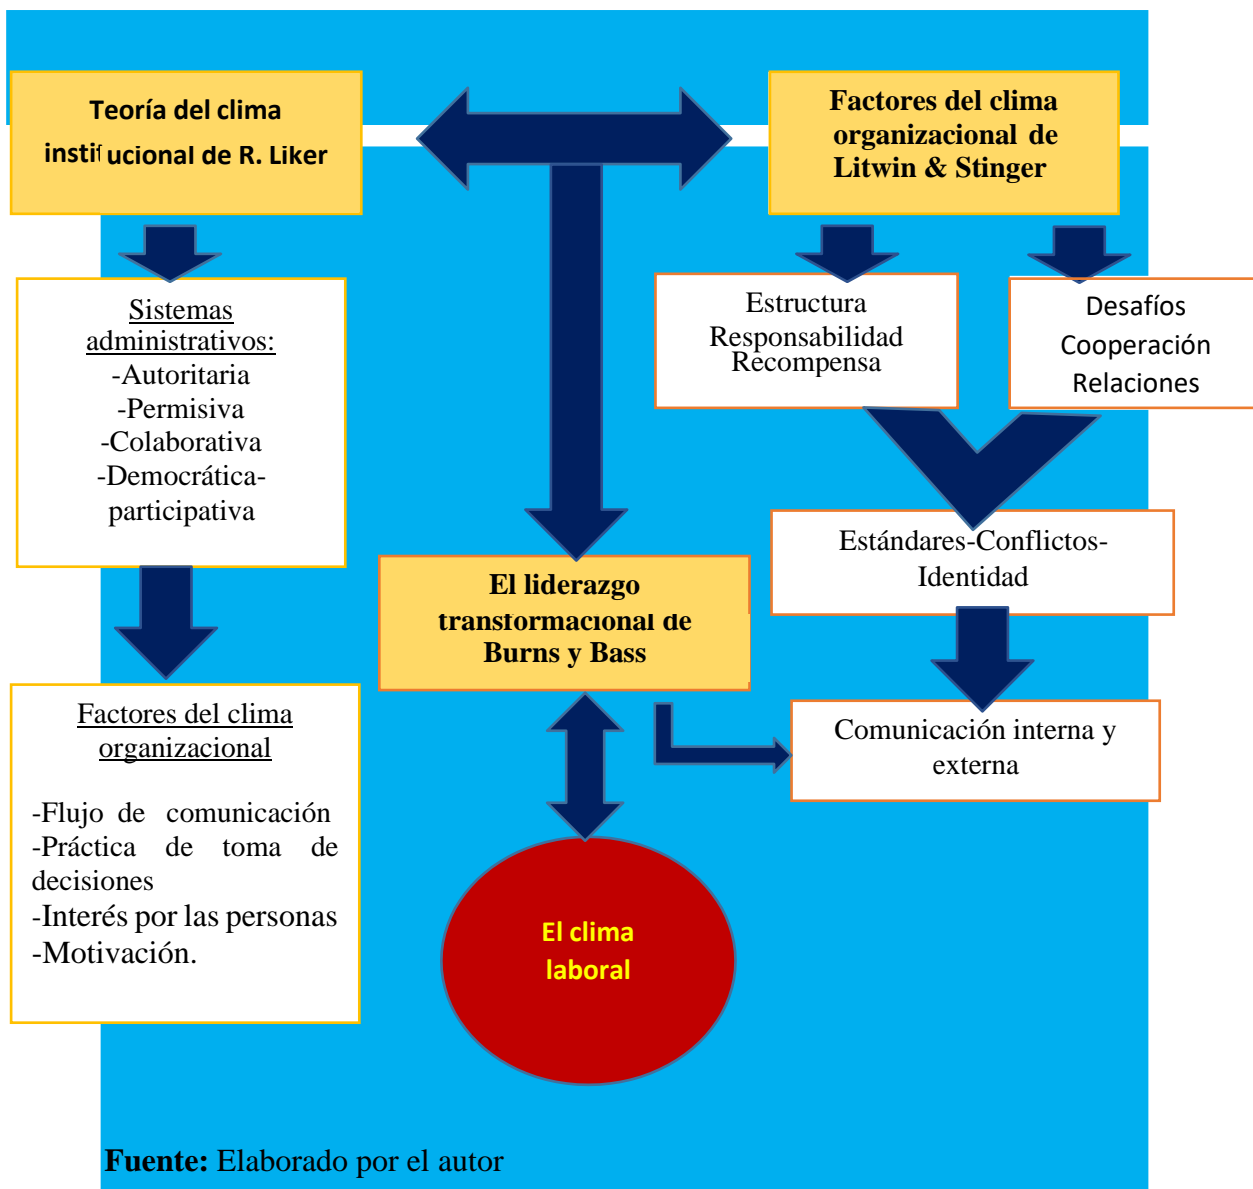 Teoría del clima
institucional de R. Liker
Factores del clima
organizacional de
Litwin & Stinger
Sistemas
administrativos:
-Autoritaria
-Permisiva
-Colaborativa
-Democrática-
participativa
Estructura
Responsabilidad
Recompensa
Desafíos
Cooperación
Relaciones
Estándares-Conflictos-
Identidad
El liderazgo
transformacional de
Burns y Bass
Factores del clima
organizacional
-Flujo de comunicación
-Práctica de toma de
decisiones
-Interés por las personas
-Motivación.
Comunicación interna y
externa
El clima
laboral
Fuente: Elaborado por el autor